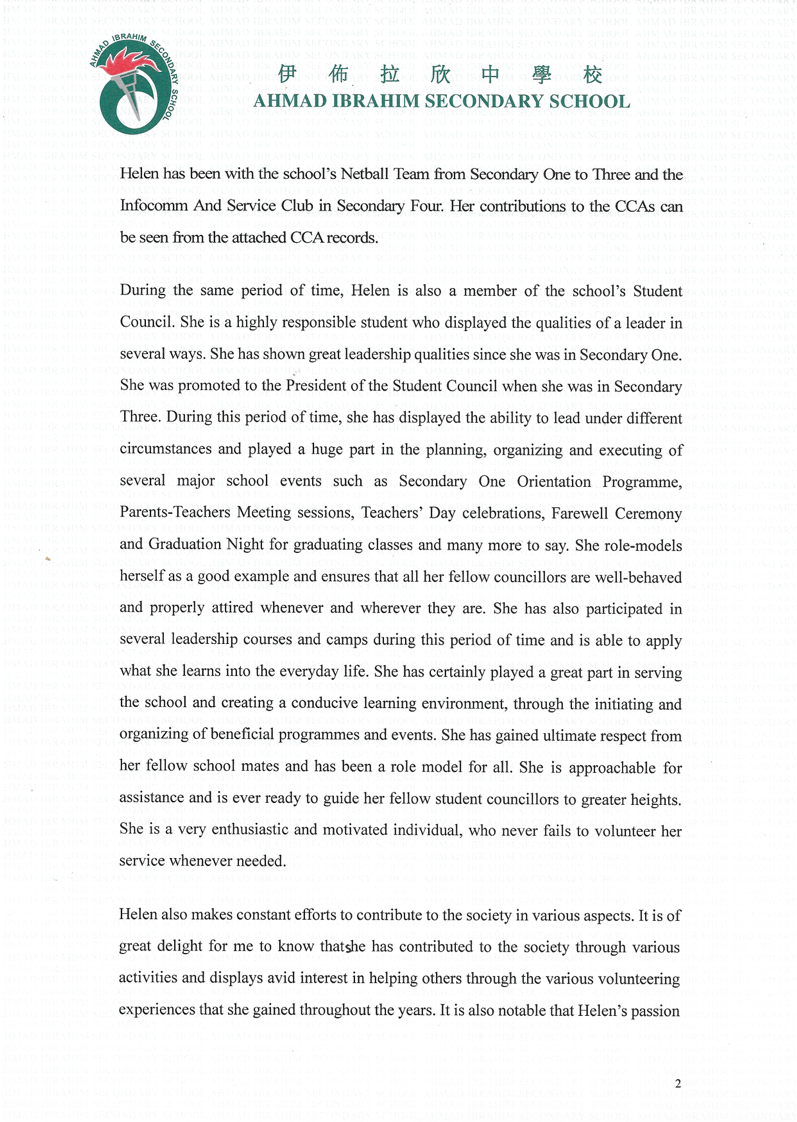 AHMAD IBRAHIM SECONDARY SCHOOL
伊 佈 拉 欣 中 學 校
AHMAD IBRAHIM SECONDARY SCHOOL
Helen has been with the school's Netball Team from Secondary One to Three and the
Infocomm And Service Club in Secondary Four. Her contributions to the CCAs can
be seen from the attached CCA records.
During the same period of time, Helen is also a member of the school's Student
Council. She is a highly responsible student who displayed the qualities of a leader in
several ways. She has shown great leadership qualities since she was in Secondary One.
She was promoted to the President of the Student Council when she was in Secondary
Three. During this period of time, she has displayed the ability to lead under different
circumstances and played a huge part in the planning, organizing and executing of
several major school events such as Secondary One Orientation Programme,
Parents-Teachers Meeting sessions, Teachers' Day celebrations, Farewell Ceremony
and Graduation Night for graduating classes and many more to say. She role-models
herself as a good example and ensures that all her fellow councillors are well-behaved
and properly attired whenever and wherever they are. She has also participated in
several leadership courses and camps during this period of time and is able to apply
what she learns into the everyday life. She has certainly played a great part in serving
the school and creating a conducive learning environment, through the initiating and
organizing of beneficial programmes and events. She has gained ultimate respect from
her fellow school mates and has been a role model for all. She is approachable for
assistance and is ever ready to guide her fellow student councillors to greater heights.
She is a very enthusiastic and motivated individual, who never fails to volunteer her
service whenever needed.
Helen also makes constant efforts to contribute to the society in various aspects. It is of
great delight for me to know thatshe has contributed to the society through various
activities and displays avid interest in helping others through the various volunteering
experiences that she gained throughout the years. It is also notable that Helen's passion
2